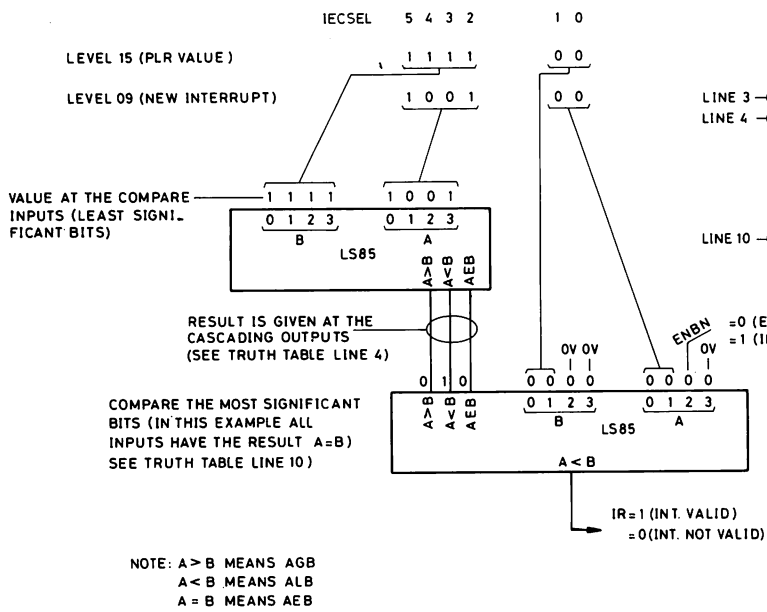 IECSEL 5 4 3 2 1 0
LEVEL 15 (PLR VALUE) 1 1 1 1 0 0
LEVEL 09 (NEW INTERRUPT) 1 0 0 1 0 0
LINE 3
LINE 4
VALUE AT THE COMPARE
INPUTS (LEAST SIGNI-
FICANT BITS)
1 1 1 1 1 0 0 1
0 1 2 3 0 1 2 3
B A
LS85
A>B A<B AEB
LINE 10
RESULT IS GIVEN AT THE
CASCADING OUTPUTS
(SEE TRUTH TABLE LINE 4)
ENBN =0 (E
=1 (I
0V 0V 0V
0 1 0 0 0 0 0 0 0 0 0
A>B A<B AEB 0 1 2 3 0 1 2 3
B A
LS85
A < B
COMPARE THE MOST SIGNIFICANT
BITS (IN THIS EXAMPLE ALL
INPUTS HAVE THE RESULT A=B)
SEE TRUTH TABLE LINE 10)
IR=1 (INT. VALID)
=0 (INT. NOT VALID)
NOTE: A > B MEANS AGB
A < B MEANS ALB
A = B MEANS AEB